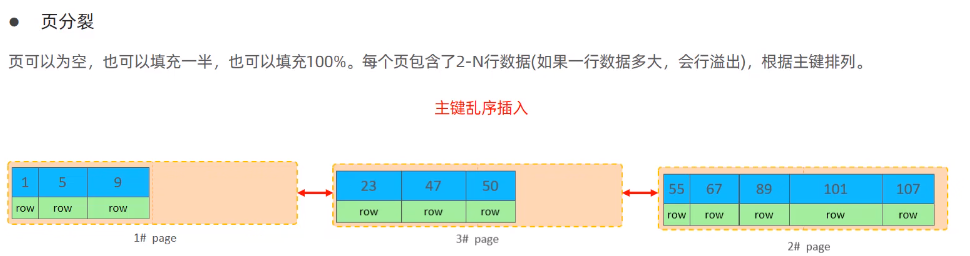 ● 页分裂
页可以为空，也可以填充一半，也可以填充100%。每个页包含了2-N行数据(如果一行数据多大，会行溢出)，根据主键排列。
主键乱序插入
1 5 9
row row row
1# page
23 47 50
row row row
3# page
55 67 89 101 107
row row row row row
2# page